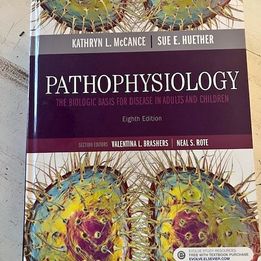 KATHRYN L. McCANCE | SUE E. HUETHER
PATHOPHYSIOLOGY
THE BIOLOGIC BASIS FOR DISEASE IN ADULTS AND CHILDREN
Eighth Edition
SECTION EDITORS VALENTINA L. BRASHERS | NEAL S. ROTE
EVOLVE STUDY RESOURCES
FREE WITH TEXTBOOK PURCHASE
EVOLVE.ELSEVIER.COM